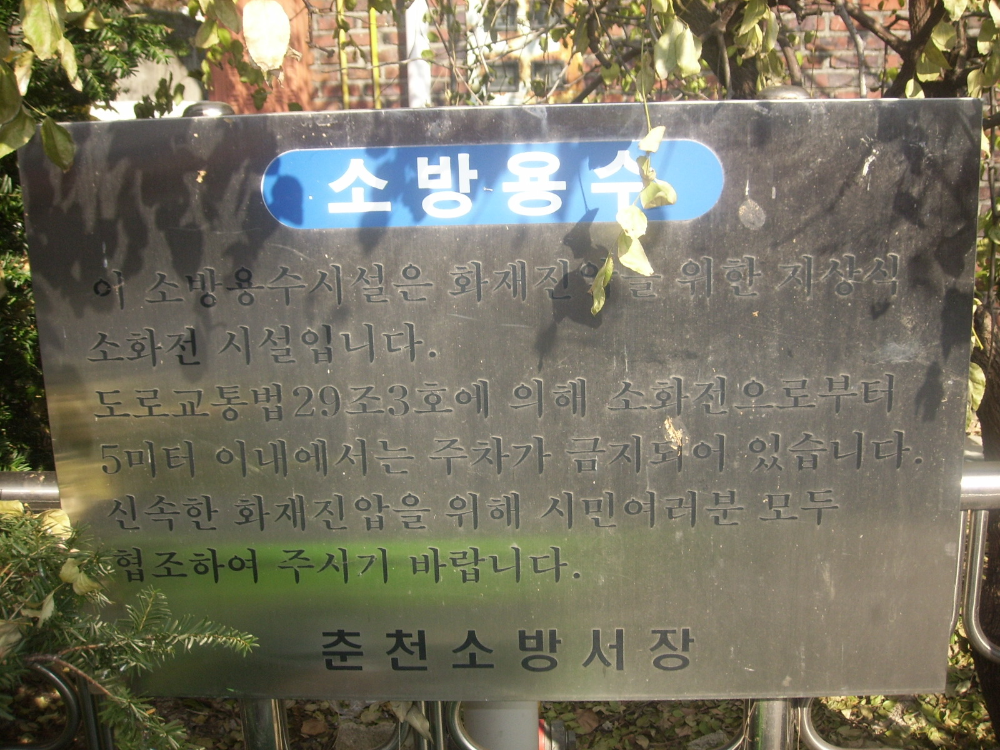 소방용수
이 소방용수시설은 화재진압을 위한 지상식
소화전 시설입니다.
도로교통법29조3호에 의해 소화전으로부터
5미터 이내에서는 주차가 금지되어 있습니다.
신속한 화재진압을 위해 시민여러분 모두
협조하여 주시기 바랍니다.
춘천소방서장